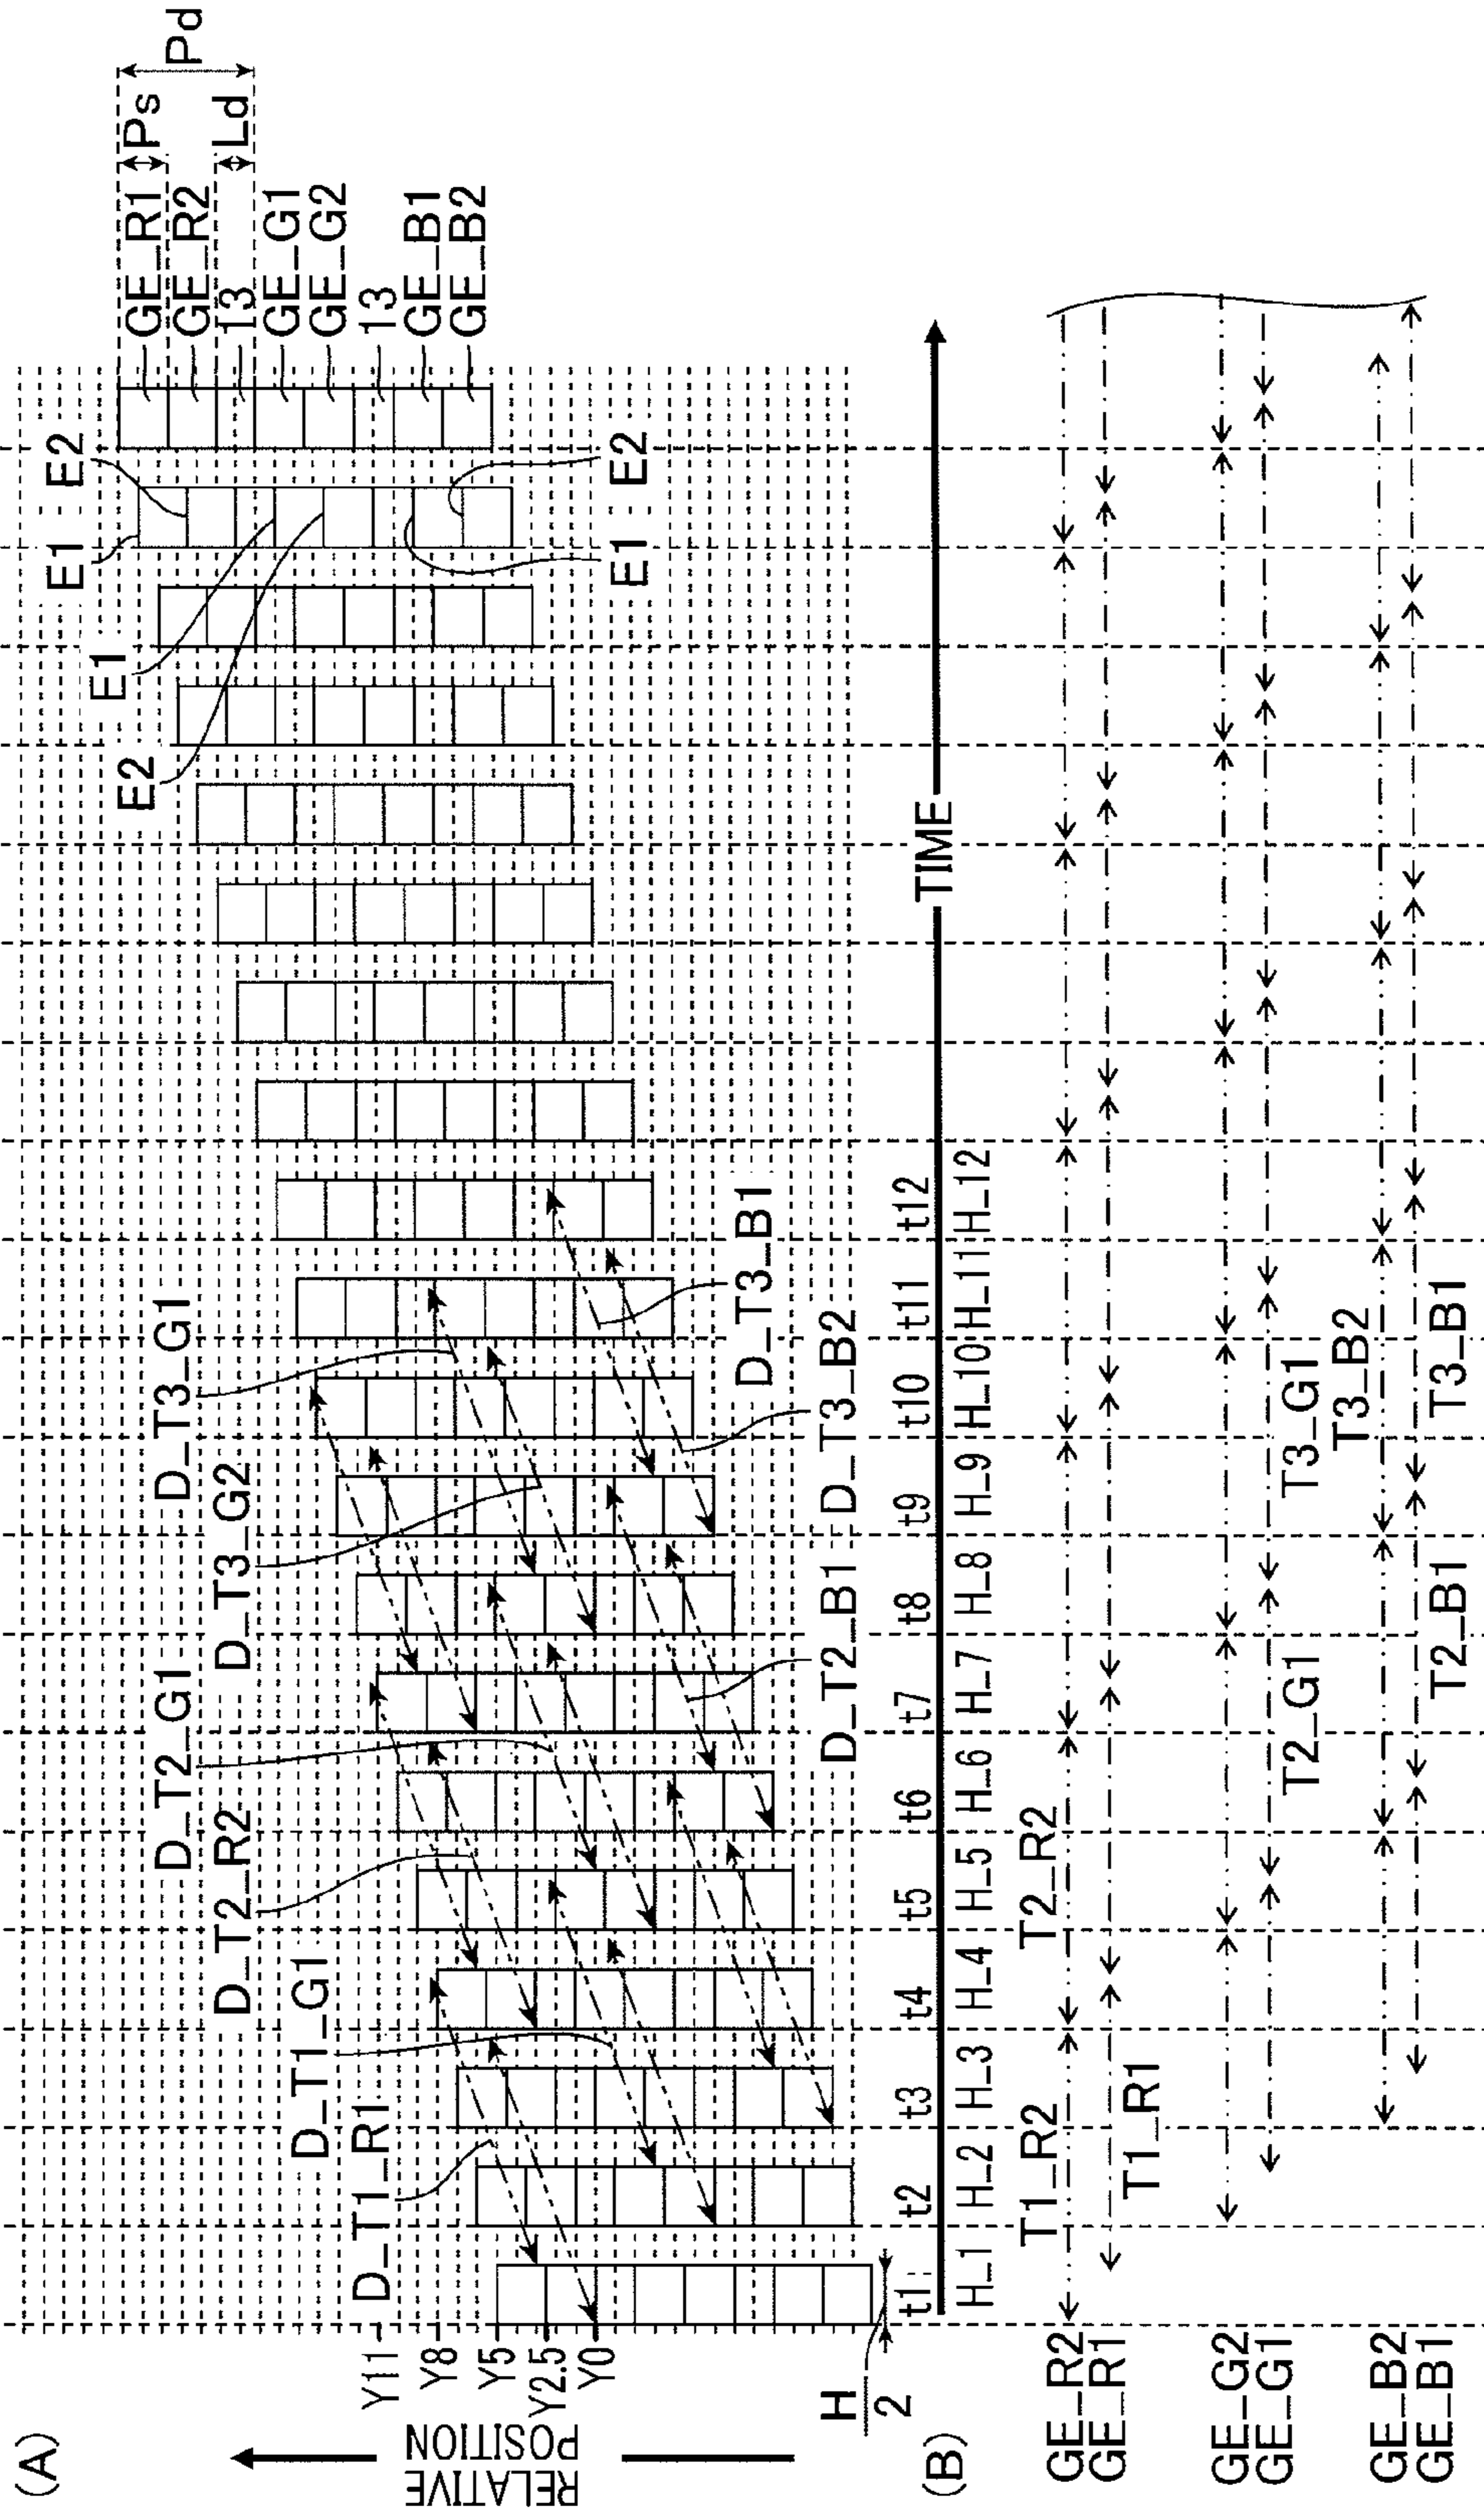 (A)
RELATIVE
POSITION
Y11
Y8
Y5
Y2.5
Y0
H
2
D_T1_R1
D_T1_G1
D_T2_R2
D_T2_G1
D_T3_G2
D_T3_G1
D_T2_B1
D_T3_B2
D_T3_B1
E1
E2
E1
E2
E1
E2
GE_R1
GE_R2
13
GE_G1
GE_G2
13
GE_B1
GE_B2
Ps
Ld
Pd
(B)
TIME
t1 t2 t3 t4 t5 t6 t7 t8 t9 t10 t11 t12
H_1 H_2 H_3 H_4 H_5 H_6 H_7 H_8 H_9 H_10 H_11 H_12
T1_R2 T2_R2
GE_R2
GE_R1
T1_R1
GE_G2
GE_G1
T2_G1 T3_G1
T3_B2
GE_B2
GE_B1
T2_B1 T3_B1